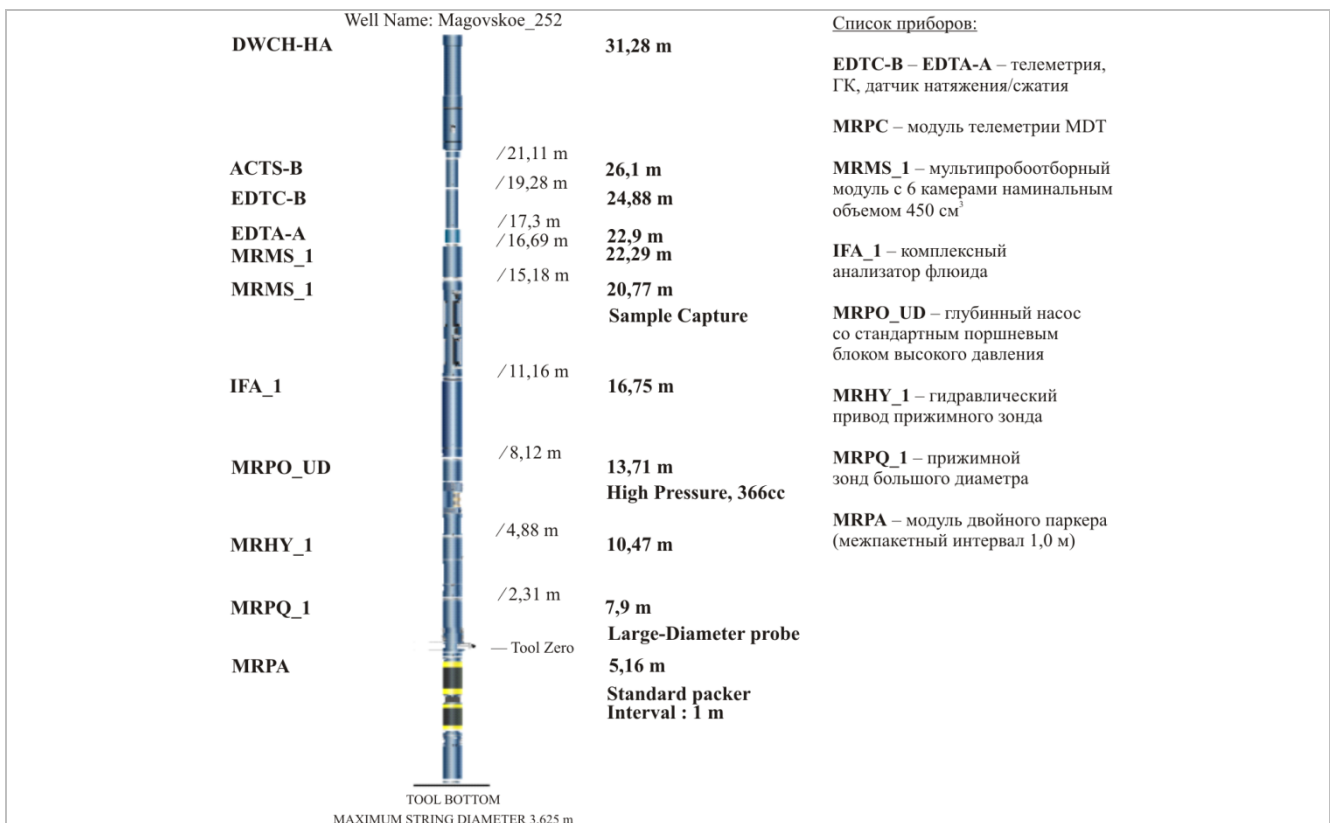 Well Name: Magovskoe_252
DWCH-HA
31,28 m
/21,11 m
ACTS-B
26,1 m
/19,28 m
EDTC-B
24,88 m
/17,3 m
EDTA-A
22,9 m
/16,69 m
MRMS_1
22,29 m
/15,18 m
MRMS_1
20,77 m
Sample Capture
/11,16 m
IFA_1
16,75 m
/8,12 m
MRPO_UD
13,71 m
High Pressure, 366cc
/4,88 m
MRHY_1
10,47 m
/2,31 m
MRPQ_1
7,9 m
Large-Diameter probe
— Tool Zero
MRPA
5,16 m
Standard packer
Interval : 1 m
TOOL BOTTOM
MAXIMUM STRING DIAMETER 3,625 m
Список приборов:
EDTC-B – EDTA-A – телеметрия,
ГК, датчик натяжения/сжатия
MRPC – модуль телеметрии MDT
MRMS_1 – мультипробоотборный
модуль с 6 камерами наминальным
объемом 450 см³
IFA_1 – комплексный
анализатор флюида
MRPO_UD – глубинный насос
со стандартным поршневым
блоком высокого давления
MRHY_1 – гидравлический
привод прижимного зонда
MRPQ_1 – прижимной
зонд большого диаметра
MRPA – модуль двойного паркера
(межпакетный интервал 1,0 м)